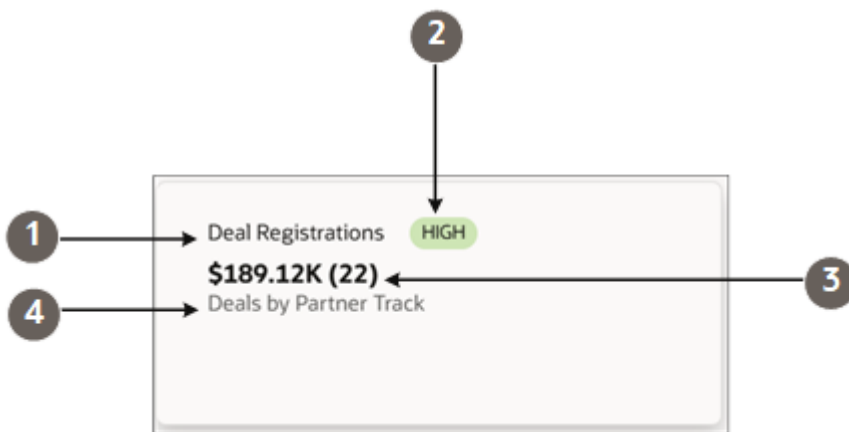 2
1
Deal Registrations HIGH
$189.12K (22)
3
4
Deals by Partner Track